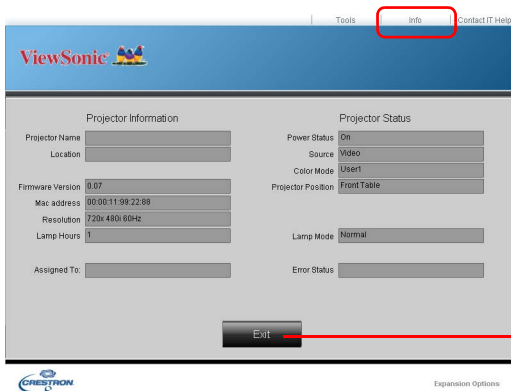 Tools Info Contact IT Help
ViewSonic
Projector Information
Projector Name
Location
Firmware Version 0.07
Mac address 00:00:11:99:22:88
Resolution 720x 480i 60Hz
Lamp Hours 1
Assigned To:
Projector Status
Power Status On
Source Video
Color Mode User1
Projector Position Front Table
Lamp Mode Normal
Error Status
Exit
CRESTRON
Expansion Options